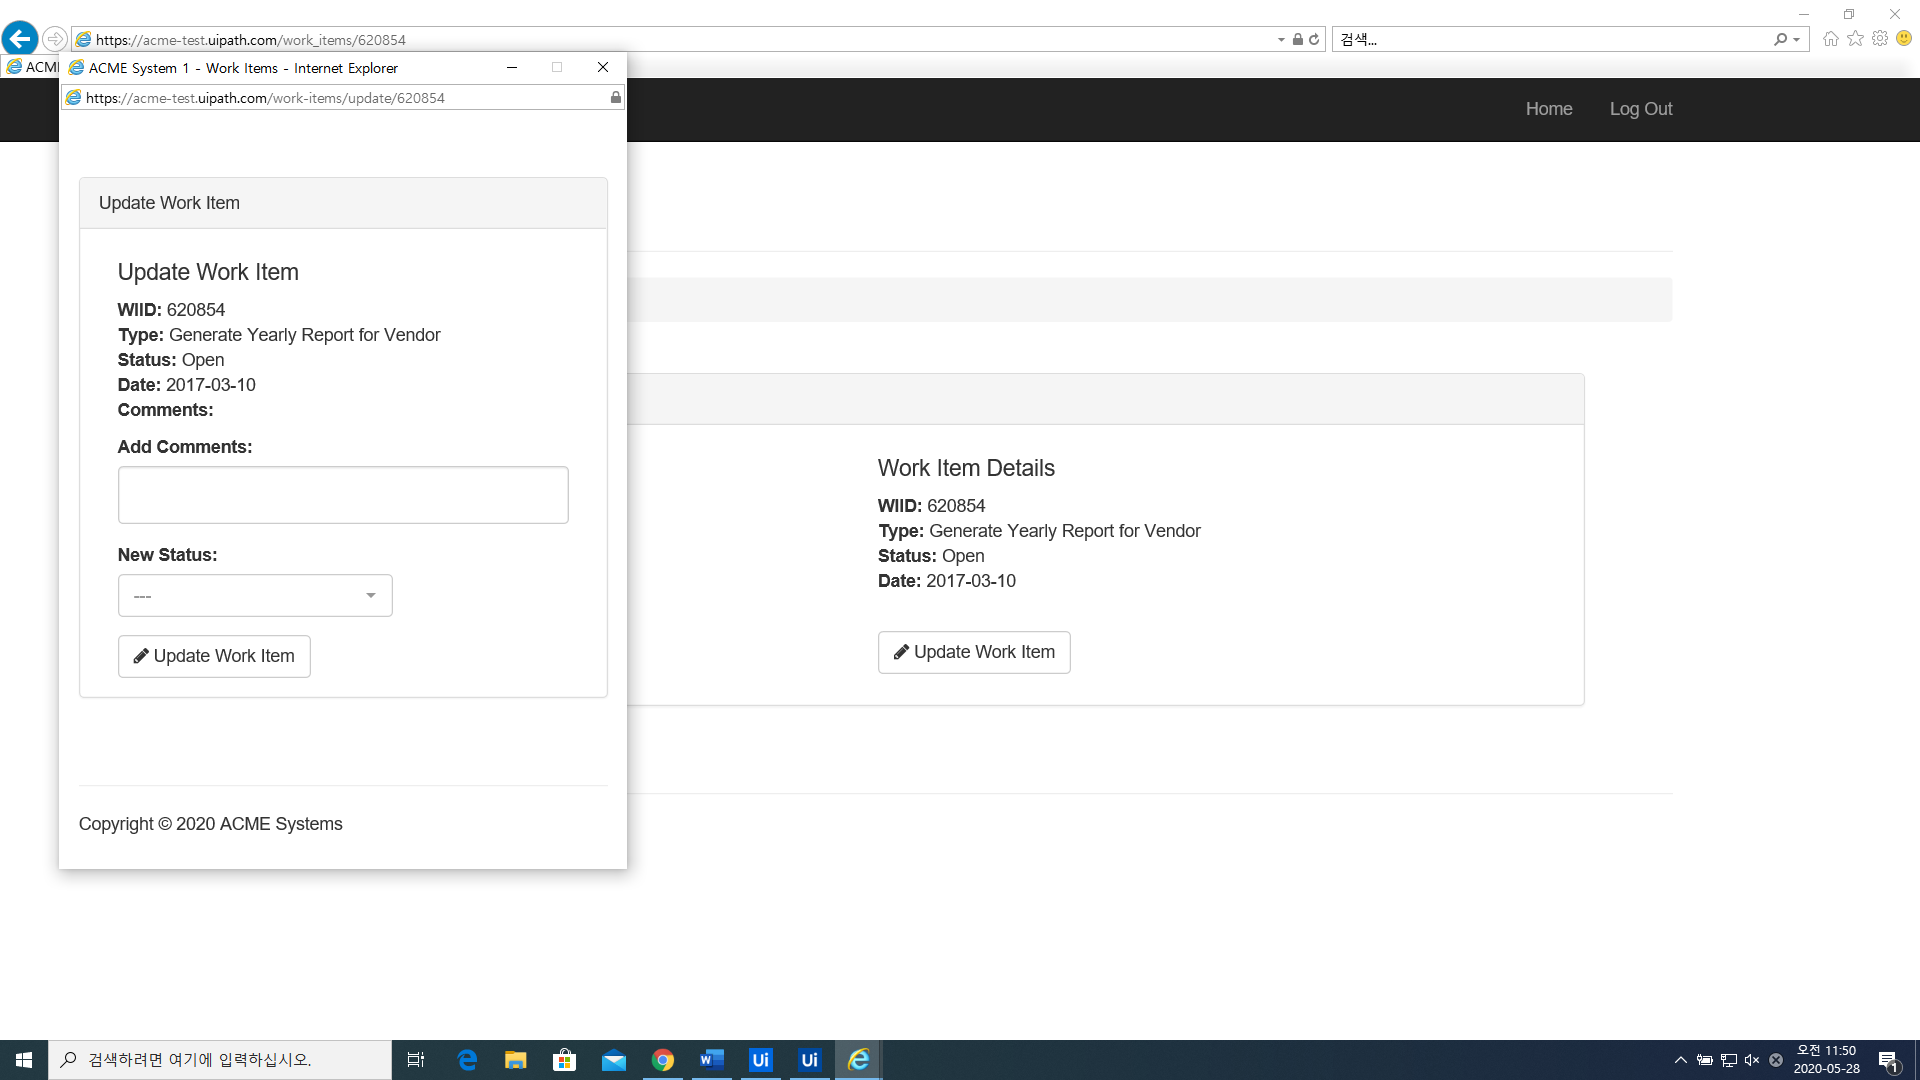 https://acme-test.uipath.com/work_items/620854
검색...
ACMI
ACME System 1 - Work Items - Internet Explorer
https://acme-test.uipath.com/work-items/update/620854
Home
Log Out
Update Work Item
Update Work Item
WIID: 620854
Type: Generate Yearly Report for Vendor
Status: Open
Date: 2017-03-10
Comments:
Add Comments:
New Status:
---
Update Work Item
Copyright © 2020 ACME Systems
Work Item Details
WIID: 620854
Type: Generate Yearly Report for Vendor
Status: Open
Date: 2017-03-10
Update Work Item
검색하려면 여기에 입력하십시오.
Ui
Ui
오전 11:50
2020-05-28
1